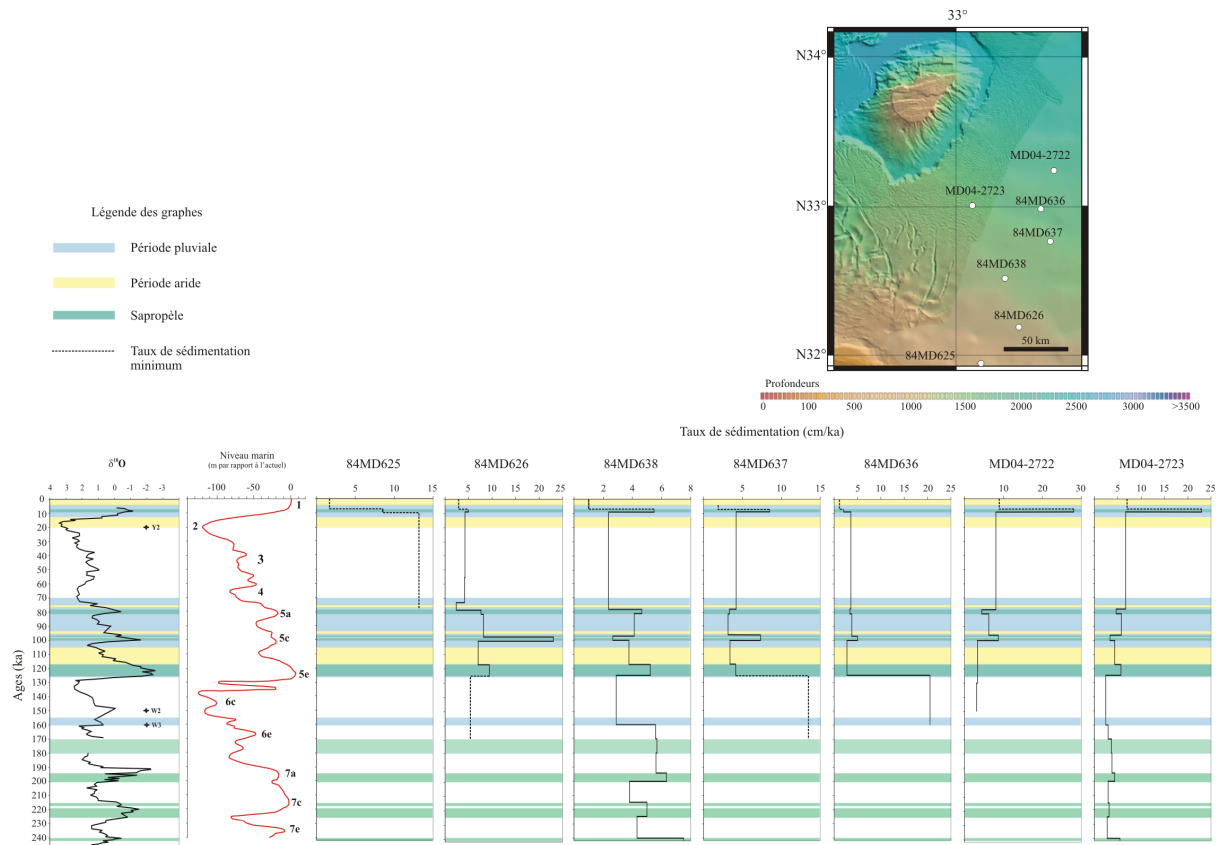 33°
N34°
MD04-2722
MD04-2723
84MD636
N33°
84MD637
84MD638
84MD626
50 km
84MD625
N32°
Légende des graphes
Période pluviale
Période aride
Sapropèle
Taux de sédimentation
minimum
Profondeurs
0 100 500 1000 1500 2000 2500 3000 >3500
Taux de sédimentation (cm/ka)
δ¹⁸O
Niveau marin
(m par rapport à l'actuel)
84MD625
84MD626
84MD638
84MD637
84MD636
MD04-2722
MD04-2723
4 3 2 1 0 -1 -2 -3
-100 -50 0
0 5 10 15
0 5 10 15 20 25
0 2 4 6 8
0 5 10 15
0 5 10 15 20 25
0 10 20 30
0 5 10 15 20 25
Ages (ka)
0
10
20
30
40
50
60
70
80
90
100
110
120
130
140
150
160
170
180
190
200
210
220
230
240
Y2
W2
W3
1
2
3
4
5a
5c
5e
6c
6e
7a
7c
7e